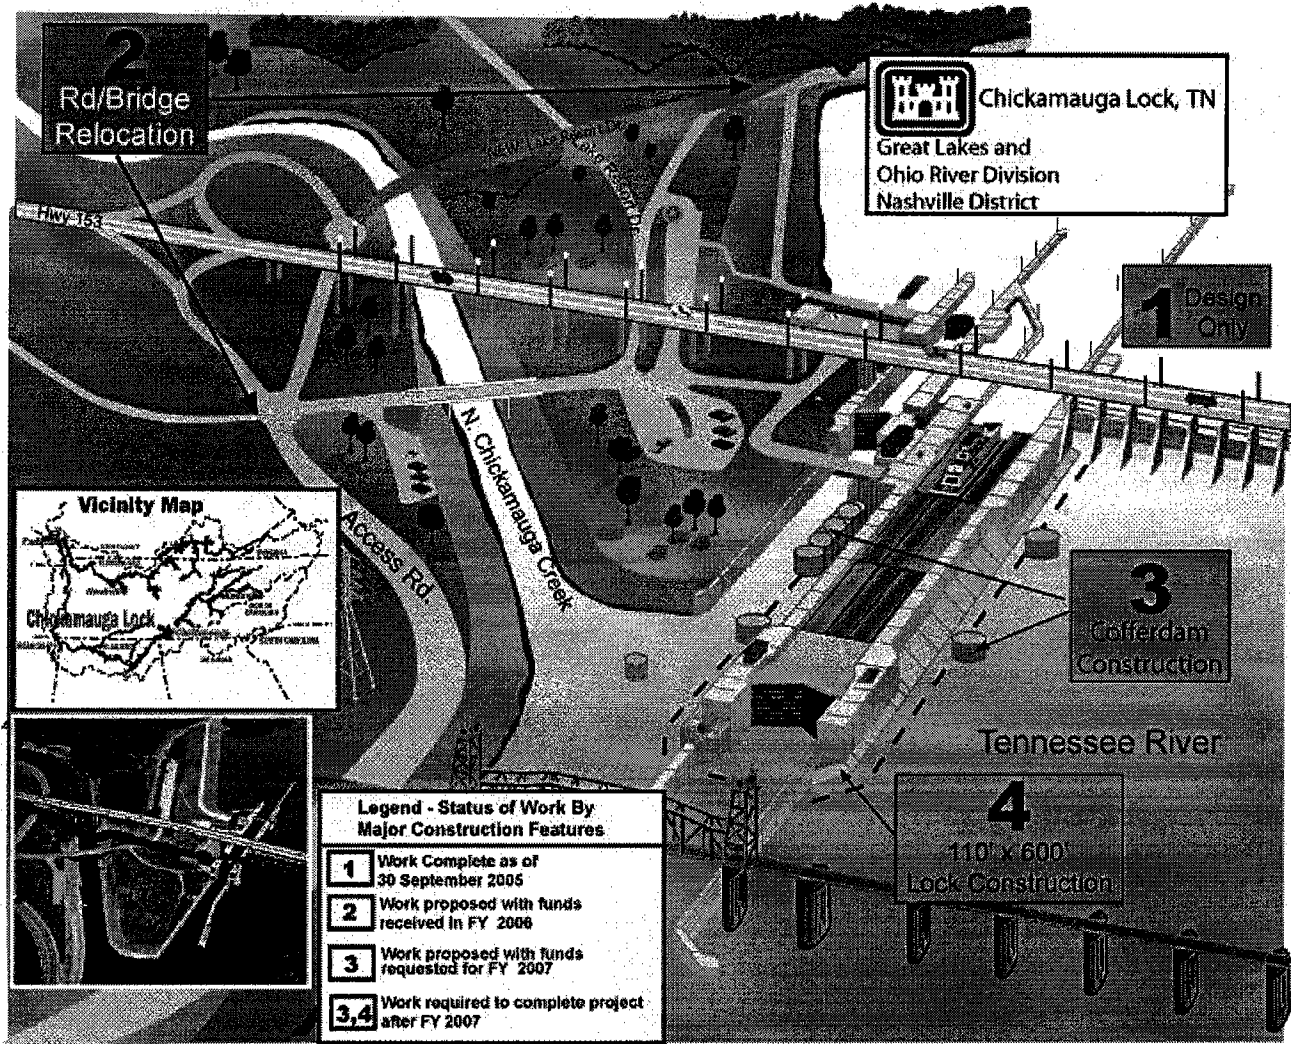 2
Rd/Bridge
Relocation
Chickamauga Lock, TN
Great Lakes and
Ohio River Division
Nashville District
1 Design
Only
Hwy 153
N. Chickamauga Creek
Access Rd.
Vicinity Map
Chickamauga Lock
3
Cofferdam
Construction
Tennessee River
4
110' x 600'
Lock Construction
Legend - Status of Work By
Major Construction Features
1 Work Complete as of
30 September 2005
2 Work proposed with funds
received in FY 2006
3 Work proposed with funds
requested for FY 2007
3,4 Work required to complete project
after FY 2007